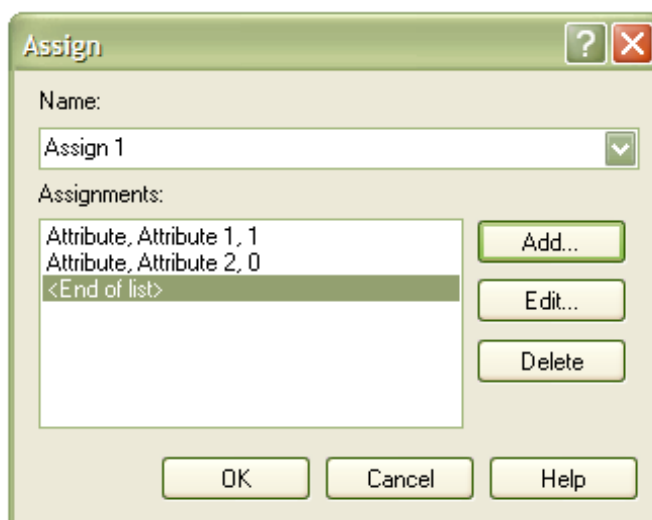 Assign
?
Name:
Assign 1
Assignments:
Attribute, Attribute 1, 1
Attribute, Attribute 2, 0
<End of list>
Add...
Edit...
Delete
OK
Cancel
Help